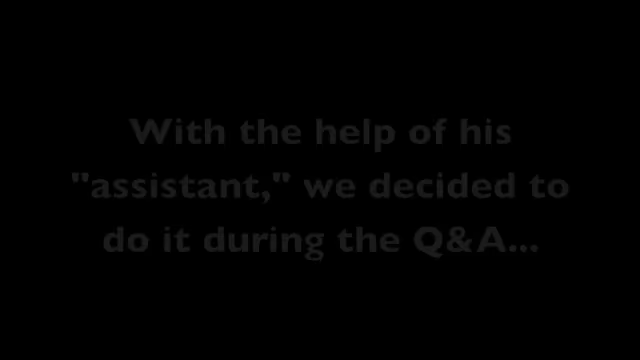 With the help of his
"assistant," we decided to
do it during the Q&A...